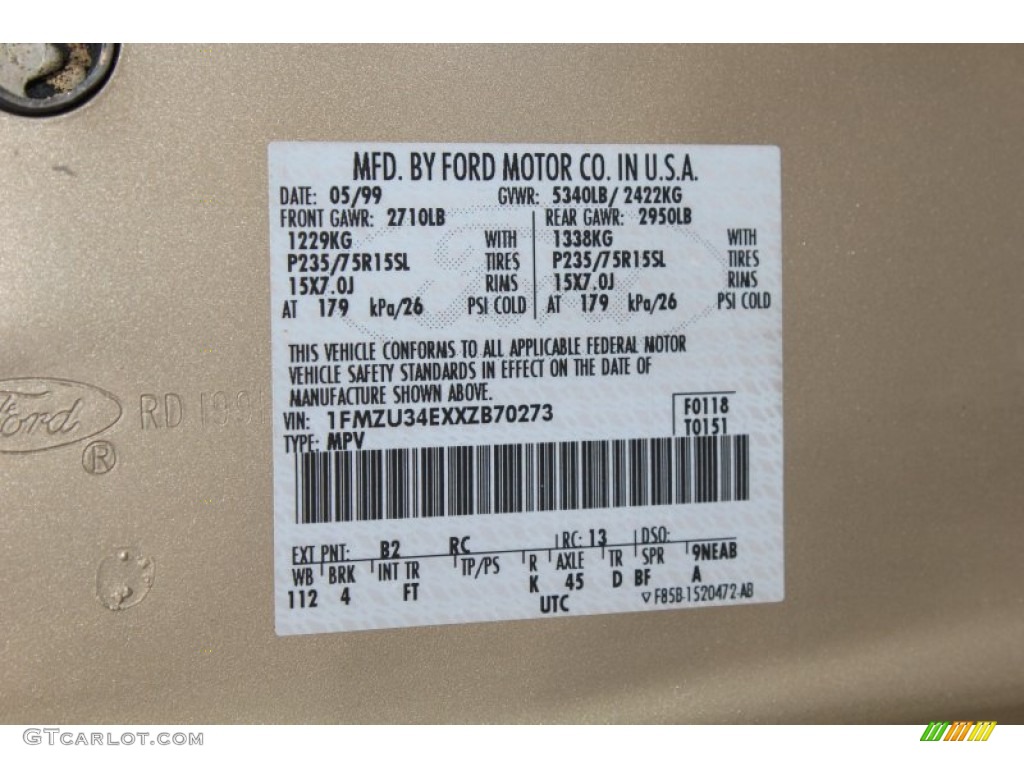 MFD. BY FORD MOTOR CO. IN U.S.A.
DATE: 05/99 GVWR: 5340LB/ 2422KG
FRONT GAWR: 2710LB REAR GAWR: 2950LB
1229KG WITH 1338KG WITH
P235/75R15SL TIRES P235/75R15SL TIRES
15X7.0J RIMS 15X7.0J RIMS
AT 179 kPa/26 PSI COLD AT 179 kPa/26 PSI COLD
THIS VEHICLE CONFORMS TO ALL APPLICABLE FEDERAL MOTOR
VEHICLE SAFETY STANDARDS IN EFFECT ON THE DATE OF
MANUFACTURE SHOWN ABOVE.
VIN: 1FMZU34EXXZB70273 F0118
TYPE: MPV T0151
EXT PNT: B2 RC RC: 13 DSO:
WB BRK INT TR TP/PS R AXLE TR SPR 9NEAB
112 4 FT K 45 D BF A
UTC ▽ F85B-1520472-AB
Ford RD 199
®
GTCarlot.com